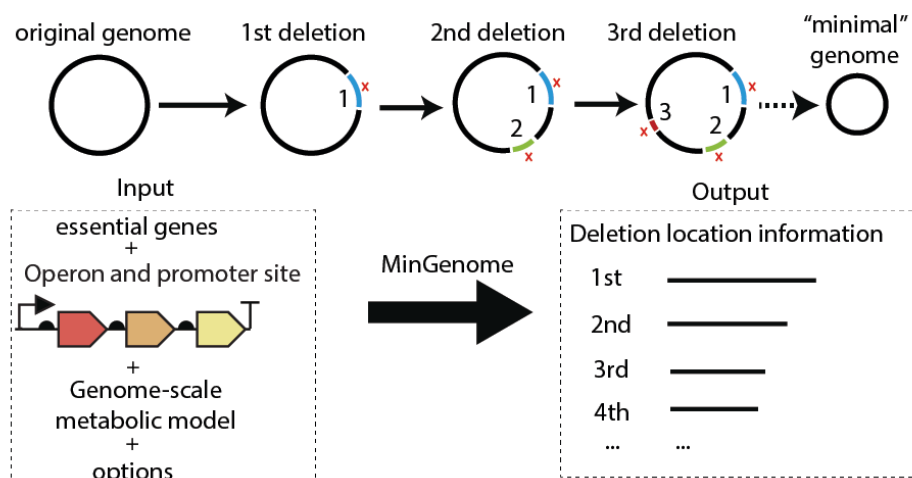 original genome
1st deletion
2nd deletion
3rd deletion
“minimal”
genome
1
x
1
2
x
x
1
2
3
x
x
x
Input
essential genes
+
Operon and promoter site
+
Genome-scale
metabolic model
+
options
MinGenome
Output
Deletion location information
1st
2nd
3rd
4th
... ...